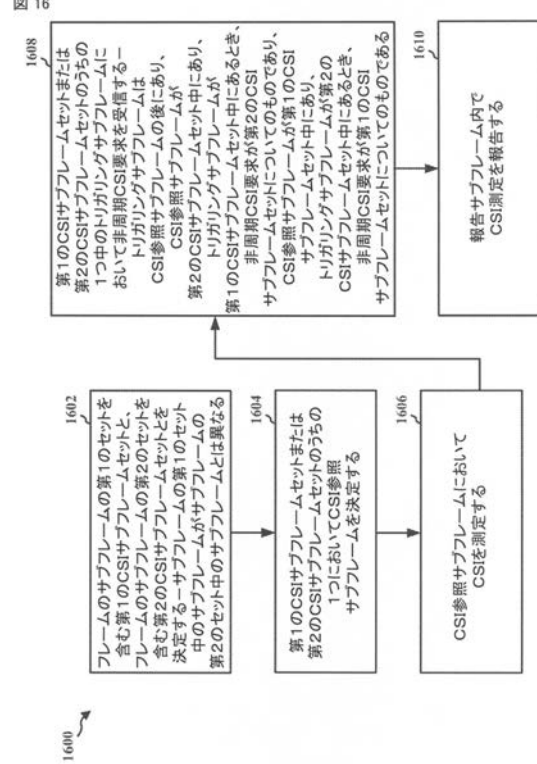 図 16
1600
1602
フレームのサブフレームの第1のセットを
含む第1のCSIサブフレームセットと、
フレームのサブフレームの第2のセットを
含む第2のCSIサブフレームセットとを
決定する－サブフレームの第1のセット
中のサブフレームがサブフレームの
第2のセット中のサブフレームとは異なる
1604
第1のCSIサブフレームセットまたは
第2のCSIサブフレームセットのうちの
1つにおいてCSI参照
サブフレームを決定する
1606
CSI参照サブフレームにおいて
CSIを測定する
1608
第1のCSIサブフレームセットまたは
第2のCSIサブフレームセットのうちの
1つ中のトリガリングサブフレームに
おいて非周期CSI要求を受信する－
トリガリングサブフレームは
CSI参照サブフレームの後にあり、
CSI参照サブフレームが
第2のCSIサブフレームセット中にあり、
トリガリングサブフレームが
第1のCSIサブフレームセット中にあるとき、
非周期CSI要求が第2のCSI
サブフレームセットについてのものであり、
CSI参照サブフレームが第1のCSI
サブフレームセット中にあり、
トリガリングサブフレームが第2の
CSIサブフレームセット中にあるとき、
非周期CSI要求が第1のCSI
サブフレームセットについてのものである
1610
報告サブフレーム内で
CSI測定を報告する